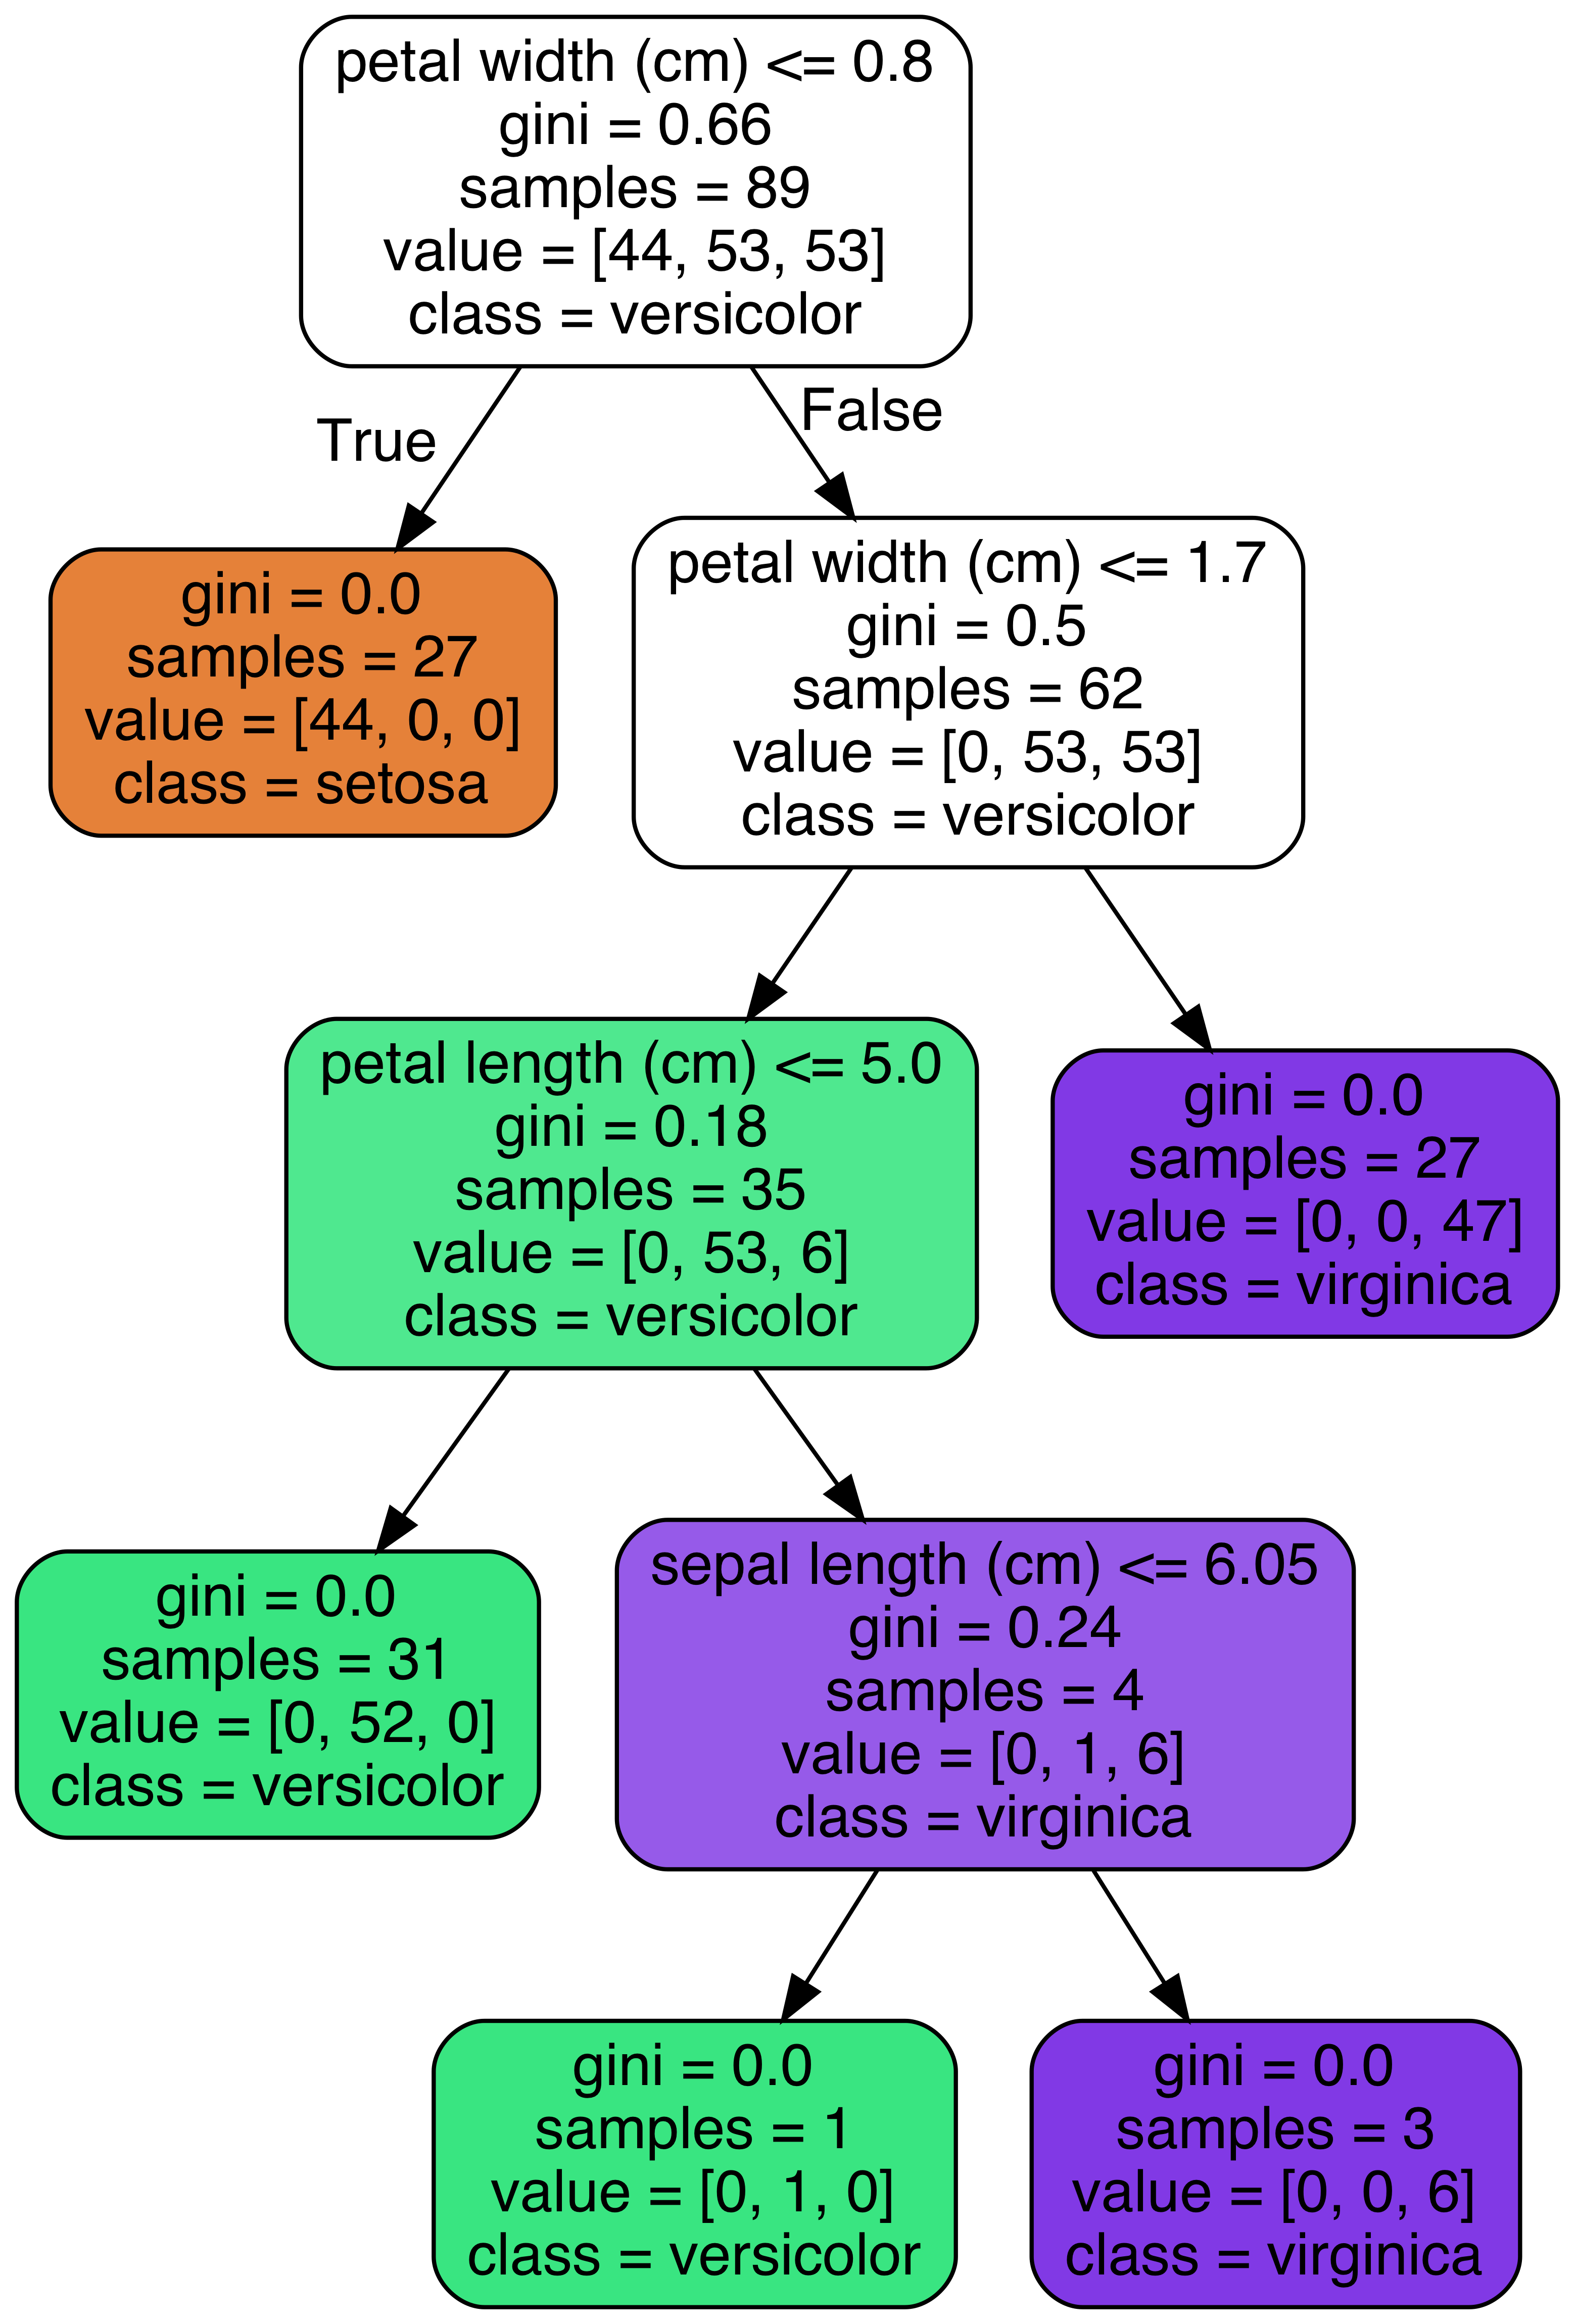 petal width (cm) <= 0.8
gini = 0.66
samples = 89
value = [44, 53, 53]
class = versicolor
True
False
gini = 0.0
samples = 27
value = [44, 0, 0]
class = setosa
petal width (cm) <= 1.7
gini = 0.5
samples = 62
value = [0, 53, 53]
class = versicolor
petal length (cm) <= 5.0
gini = 0.18
samples = 35
value = [0, 53, 6]
class = versicolor
gini = 0.0
samples = 27
value = [0, 0, 47]
class = virginica
gini = 0.0
samples = 31
value = [0, 52, 0]
class = versicolor
sepal length (cm) <= 6.05
gini = 0.24
samples = 4
value = [0, 1, 6]
class = virginica
gini = 0.0
samples = 1
value = [0, 1, 0]
class = versicolor
gini = 0.0
samples = 3
value = [0, 0, 6]
class = virginica